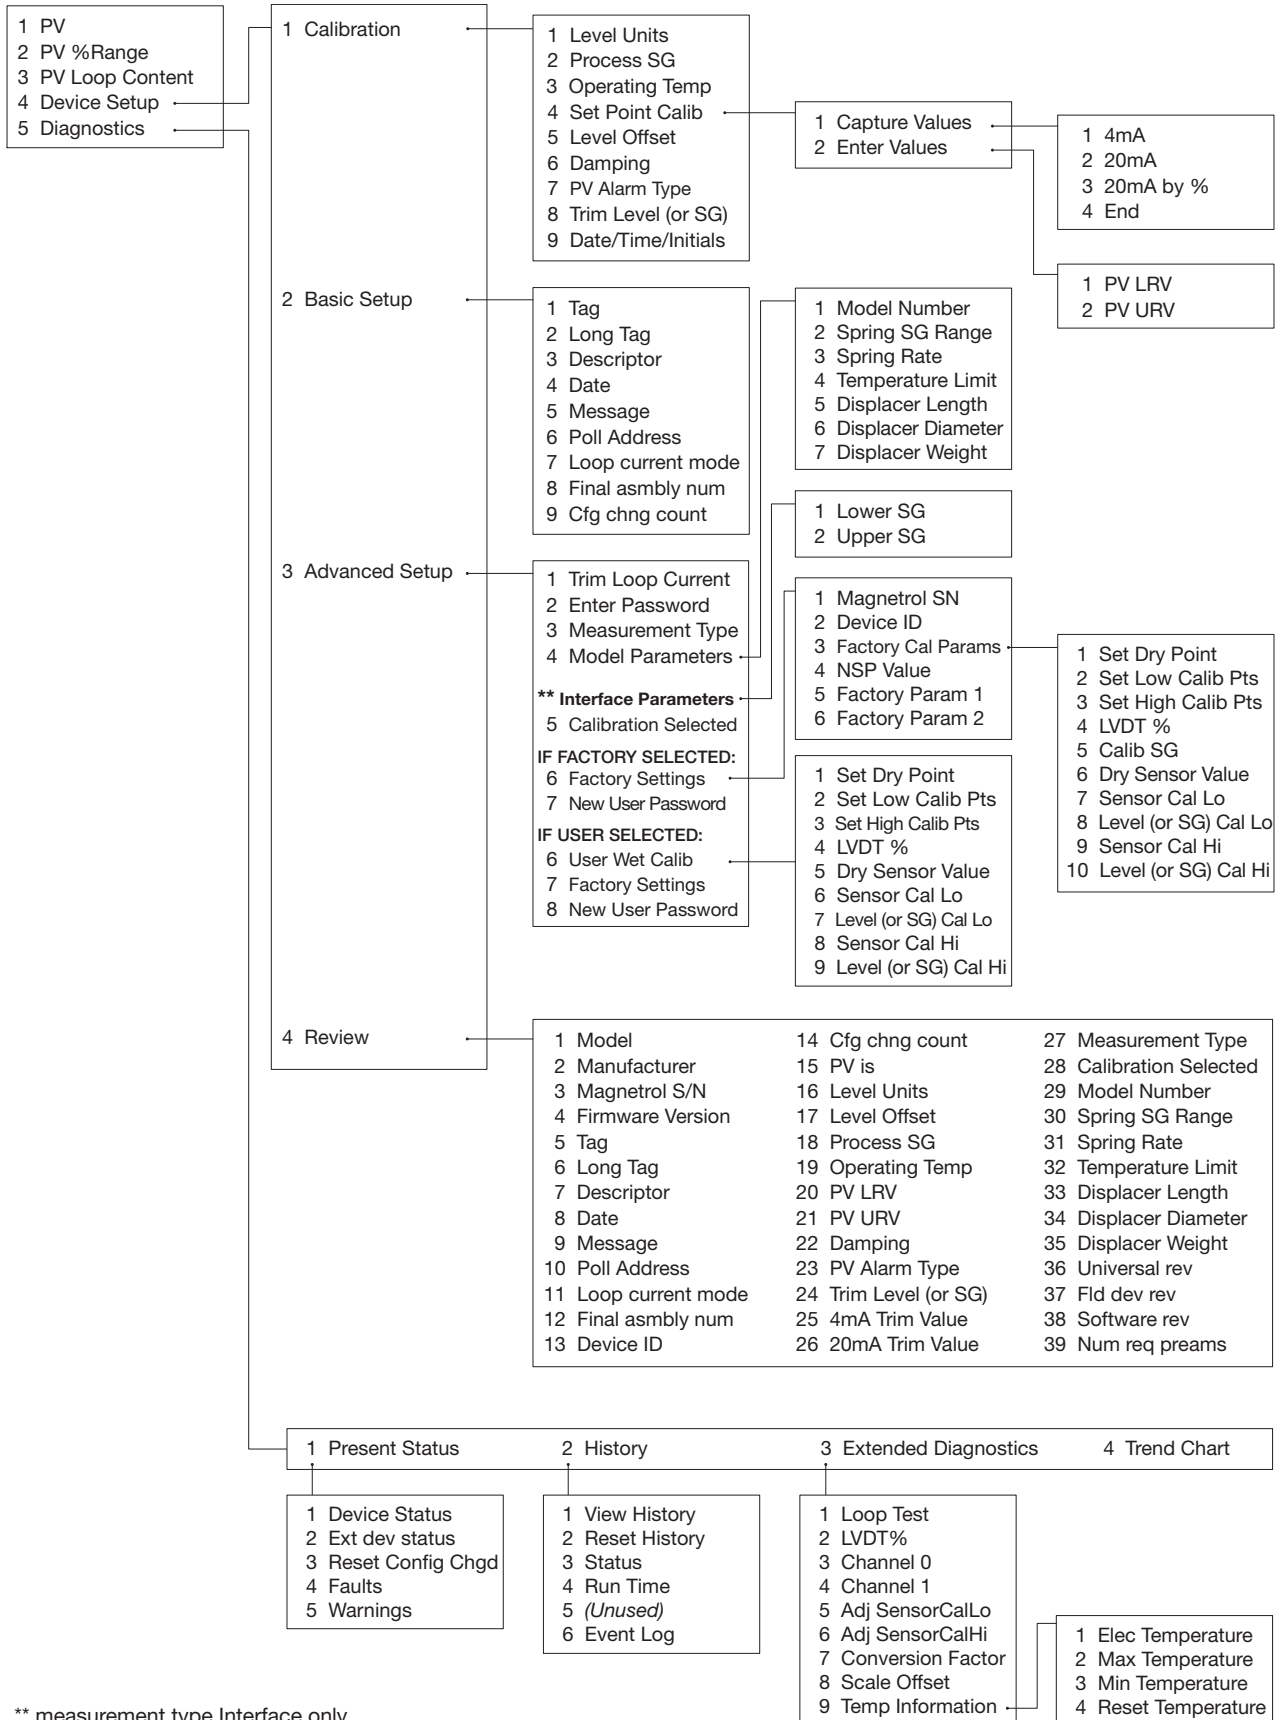 1 PV
2 PV %Range
3 PV Loop Content
4 Device Setup
5 Diagnostics
1 Calibration
2 Basic Setup
3 Advanced Setup
4 Review
1 Level Units
2 Process SG
3 Operating Temp
4 Set Point Calib
5 Level Offset
6 Damping
7 PV Alarm Type
8 Trim Level (or SG)
9 Date/Time/Initials
1 Capture Values
2 Enter Values
1 4mA
2 20mA
3 20mA by %
4 End
1 PV LRV
2 PV URV
1 Tag
2 Long Tag
3 Descriptor
4 Date
5 Message
6 Poll Address
7 Loop current mode
8 Final asmbly num
9 Cfg chng count
1 Model Number
2 Spring SG Range
3 Spring Rate
4 Temperature Limit
5 Displacer Length
6 Displacer Diameter
7 Displacer Weight
1 Lower SG
2 Upper SG
1 Trim Loop Current
2 Enter Password
3 Measurement Type
4 Model Parameters
** Interface Parameters
5 Calibration Selected
IF FACTORY SELECTED:
6 Factory Settings
7 New User Password
IF USER SELECTED:
6 User Wet Calib
7 Factory Settings
8 New User Password
1 Magnetrol SN
2 Device ID
3 Factory Cal Params
4 NSP Value
5 Factory Param 1
6 Factory Param 2
1 Set Dry Point
2 Set Low Calib Pts
3 Set High Calib Pts
4 LVDT %
5 Calib SG
6 Dry Sensor Value
7 Sensor Cal Lo
8 Level (or SG) Cal Lo
9 Sensor Cal Hi
10 Level (or SG) Cal Hi
1 Set Dry Point
2 Set Low Calib Pts
3 Set High Calib Pts
4 LVDT %
5 Dry Sensor Value
6 Sensor Cal Lo
7 Level (or SG) Cal Lo
8 Sensor Cal Hi
9 Level (or SG) Cal Hi
1 Model
2 Manufacturer
3 Magnetrol S/N
4 Firmware Version
5 Tag
6 Long Tag
7 Descriptor
8 Date
9 Message
10 Poll Address
11 Loop current mode
12 Final asmbly num
13 Device ID
14 Cfg chng count
15 PV is
16 Level Units
17 Level Offset
18 Process SG
19 Operating Temp
20 PV LRV
21 PV URV
22 Damping
23 PV Alarm Type
24 Trim Level (or SG)
25 4mA Trim Value
26 20mA Trim Value
27 Measurement Type
28 Calibration Selected
29 Model Number
30 Spring SG Range
31 Spring Rate
32 Temperature Limit
33 Displacer Length
34 Displacer Diameter
35 Displacer Weight
36 Universal rev
37 Fld dev rev
38 Software rev
39 Num req preams
1 Present Status
2 History
3 Extended Diagnostics
4 Trend Chart
1 Device Status
2 Ext dev status
3 Reset Config Chgd
4 Faults
5 Warnings
1 View History
2 Reset History
3 Status
4 Run Time
5 (Unused)
6 Event Log
1 Loop Test
2 LVDT%
3 Channel 0
4 Channel 1
5 Adj SensorCalLo
6 Adj SensorCalHi
7 Conversion Factor
8 Scale Offset
9 Temp Information
1 Elec Temperature
2 Max Temperature
3 Min Temperature
4 Reset Temperature
** measurement type Interface only